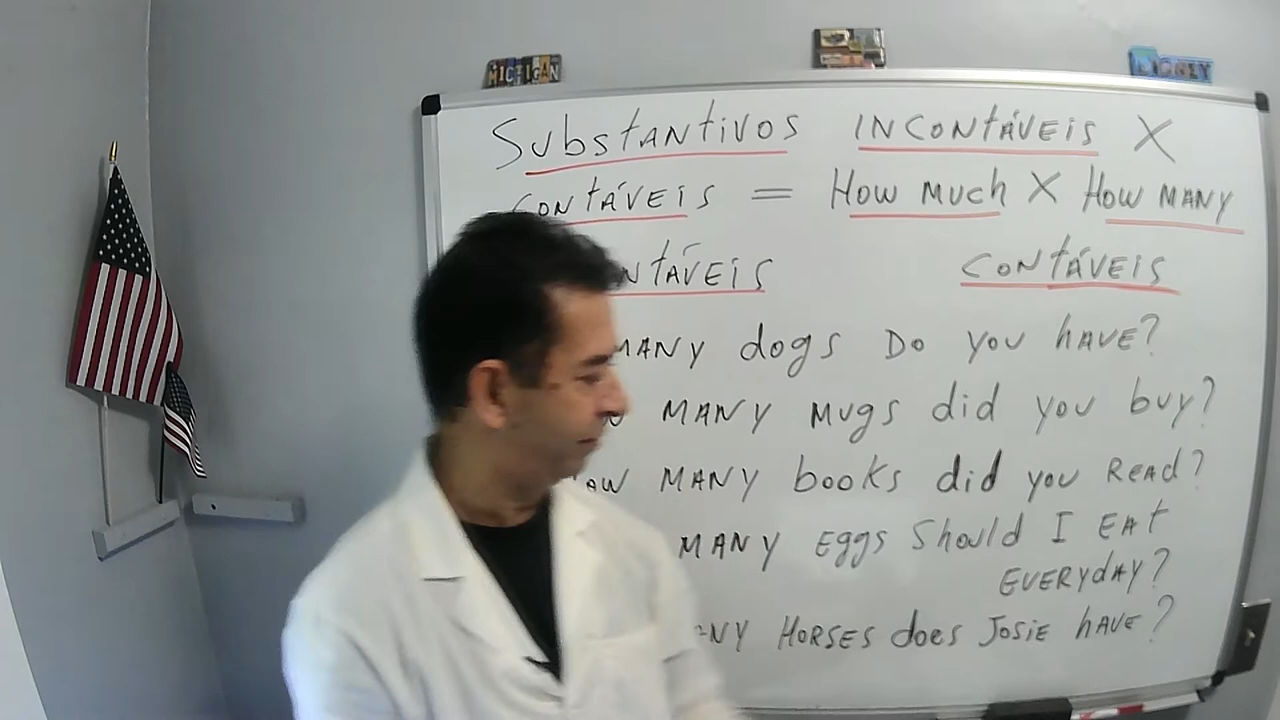 MICHIGAN
Substantivos INCONTÁVEIS X
CONTÁVEIS = How Much X How MANY
CONTÁVEIS
MANY dogs Do you HAVE?
MANY Mugs did you buy?
MANY books did you READ?
MANY Eggs Should I EAT
EVERYdAY?
HORSES does JOSIE HAVE?